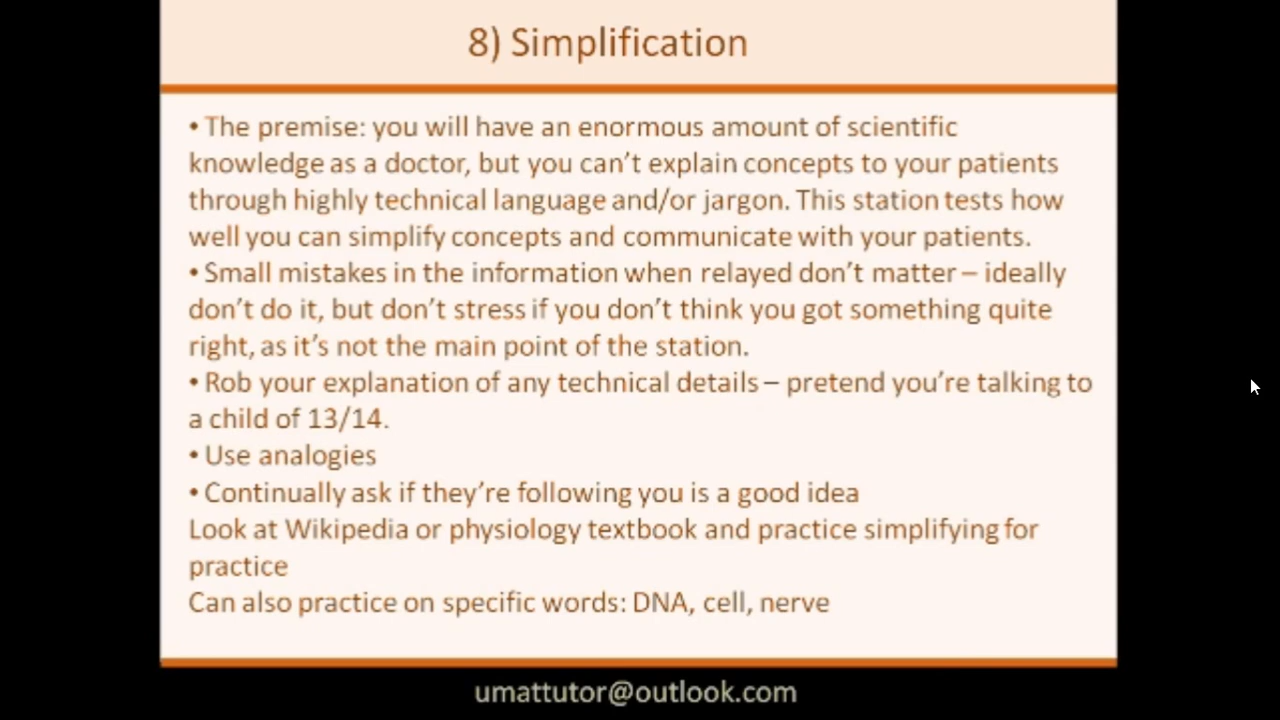 8) Simplification
• The premise: you will have an enormous amount of scientific
knowledge as a doctor, but you can't explain concepts to your patients
through highly technical language and/or jargon. This station tests how
well you can simplify concepts and communicate with your patients.
• Small mistakes in the information when relayed don't matter – ideally
don't do it, but don't stress if you don't think you got something quite
right, as it's not the main point of the station.
• Rob your explanation of any technical details – pretend you're talking to
a child of 13/14.
• Use analogies
• Continually ask if they're following you is a good idea
Look at Wikipedia or physiology textbook and practice simplifying for
practice
Can also practice on specific words: DNA, cell, nerve
umattutor@outlook.com